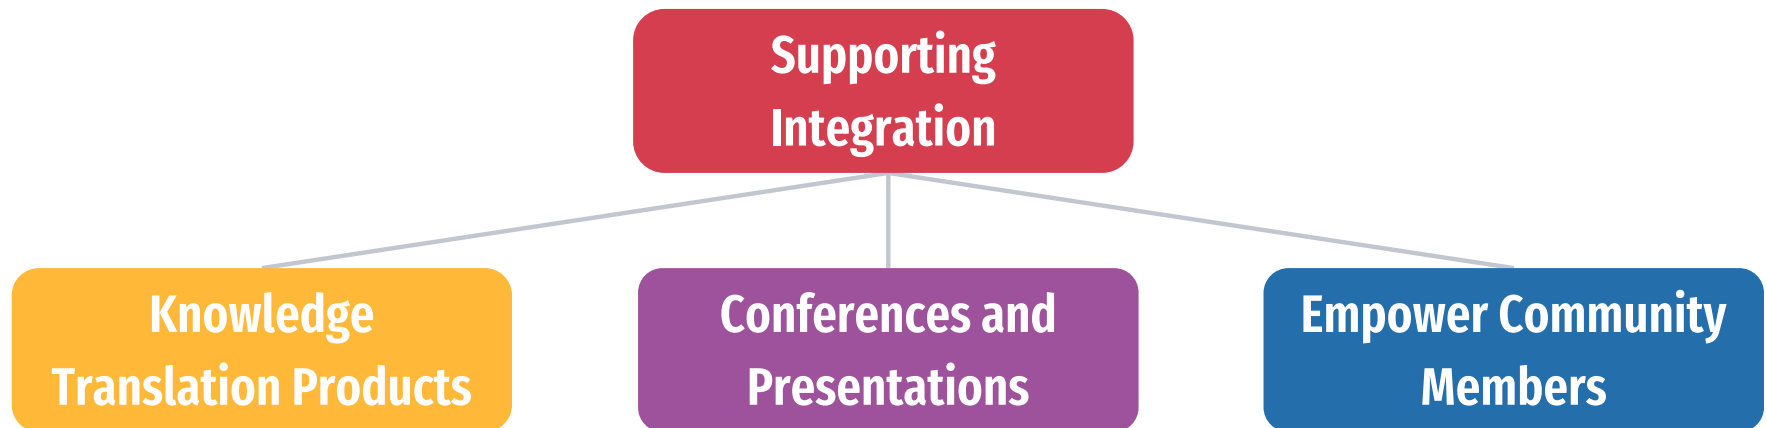 Supporting
Integration
Knowledge
Translation Products
Conferences and
Presentations
Empower Community
Members